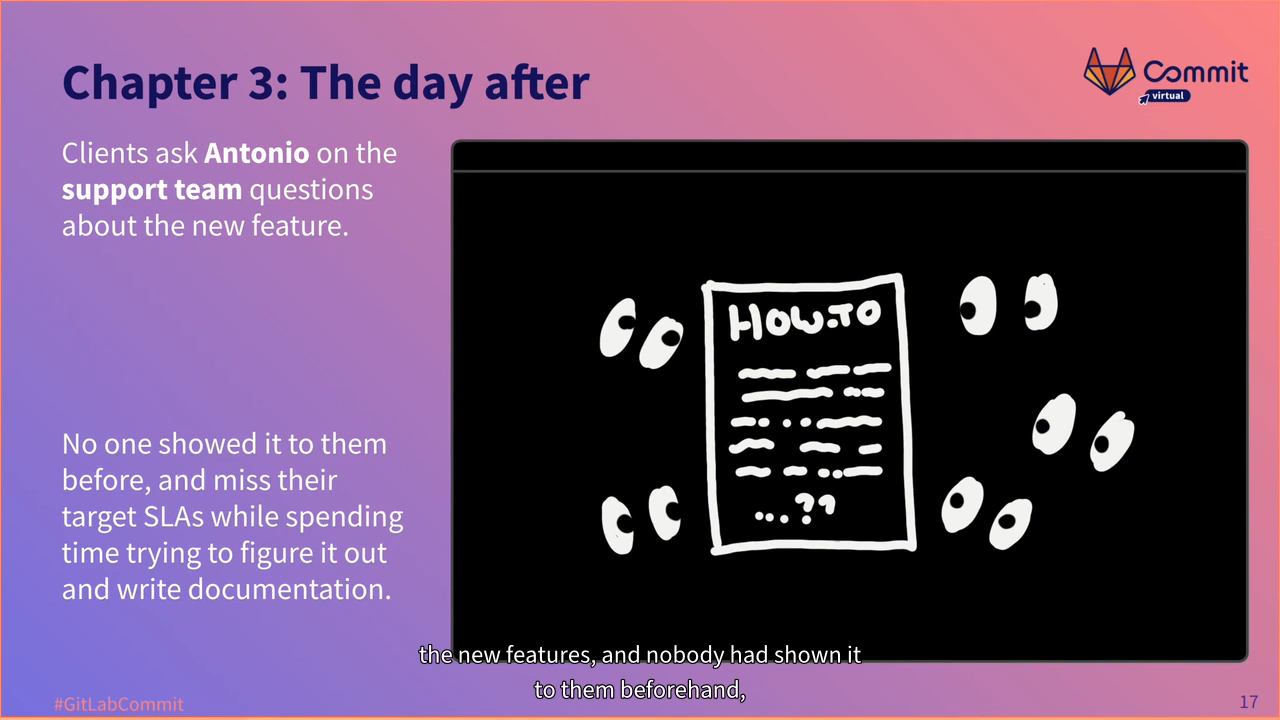 Chapter 3: The day after
Commit
virtual
Clients ask Antonio on the
support team questions
about the new feature.
No one showed it to them
before, and miss their
target SLAs while spending
time trying to figure it out
and write documentation.
HOW-TO
...??
the new features, and nobody had shown it
to them beforehand,
#GitLabCommit
17